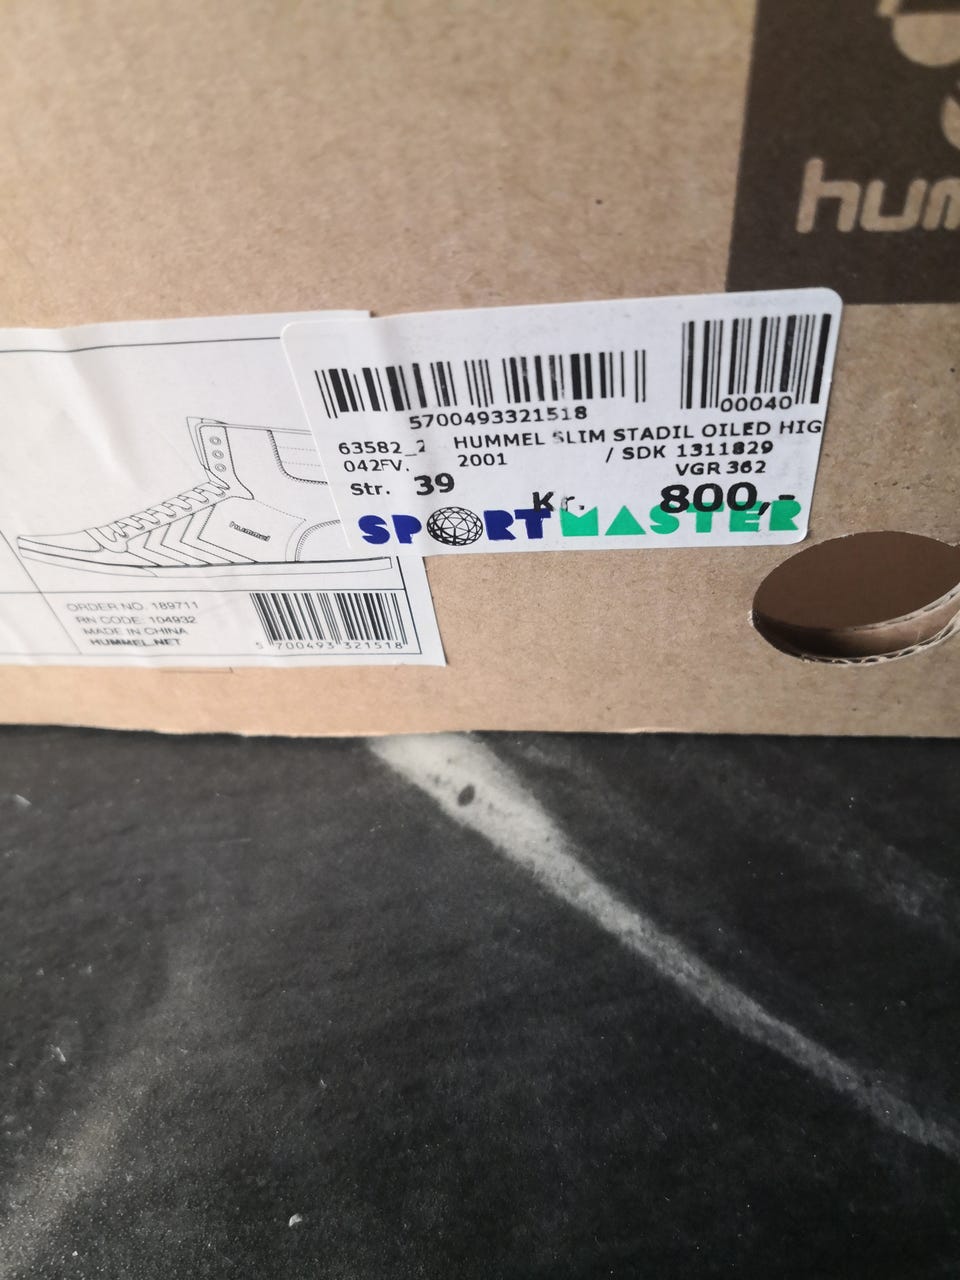 hum
5700493321518
00040
63582_2 HUMMEL SLIM STADIL OILED HIG
042FV. 2001 / SDK 1311829
VGR 362
Str. 39
Kr. 800,-
SPORTMASTER
hummel
ORDER NO. 189711
RN CODE: 104932
MADE IN CHINA
HUMMEL.NET
5 700493 321518